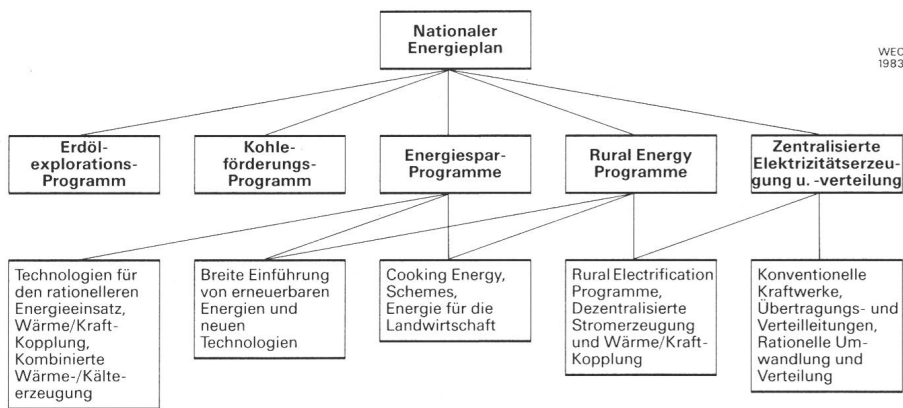 Nationaler
Energieplan
WEC
1983
Erdöl-
explorations-
Programm
Kohle-
förderungs-
Programm
Energiespar-
Programme
Rural Energy
Programme
Zentralisierte
Elektrizitätserzeu-
gung u. -verteilung
Technologien für
den rationelleren
Energieeinsatz,
Wärme/Kraft-
Kopplung,
Kombinierte
Wärme-/Kälte-
erzeugung
Breite Einführung
von erneuerbaren
Energien und
neuen
Technologien
Cooking Energy,
Schemes,
Energie für die
Landwirtschaft
Rural Electrification
Programme,
Dezentralisierte
Stromerzeugung
und Wärme/Kraft-
Kopplung
Konventionelle
Kraftwerke,
Übertragungs- und
Verteilleitungen,
Rationelle Um-
wandlung und
Verteilung